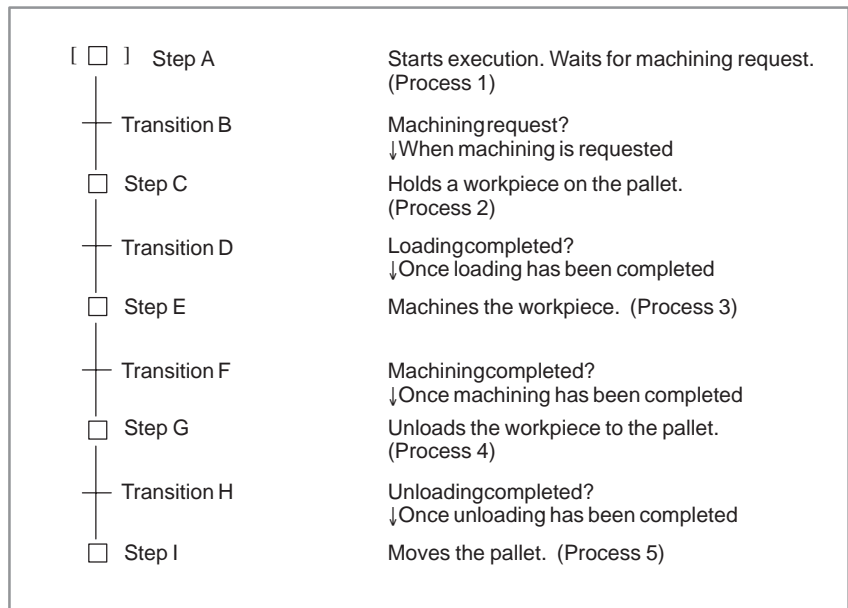 [ □ ] Step A Starts execution. Waits for machining request.
(Process 1)
Transition B Machiningrequest?
↓When machining is requested
□ Step C Holds a workpiece on the pallet.
(Process 2)
Transition D Loadingcompleted?
↓Once loading has been completed
□ Step E Machines the workpiece. (Process 3)
Transition F Machiningcompleted?
↓Once machining has been completed
□ Step G Unloads the workpiece to the pallet.
(Process 4)
Transition H Unloadingcompleted?
↓Once unloading has been completed
□ Step I Moves the pallet. (Process 5)